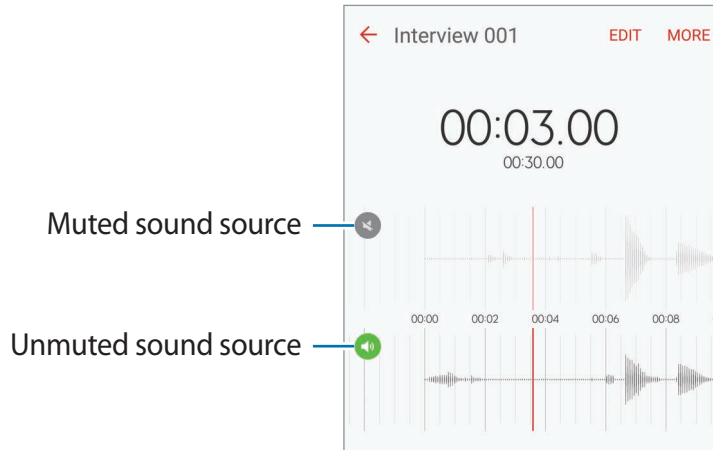 Interview 001 EDIT MORE
00:03.00
00:30.00
Muted sound source
00:00 00:02 00:04 00:06 00:08
Unmuted sound source